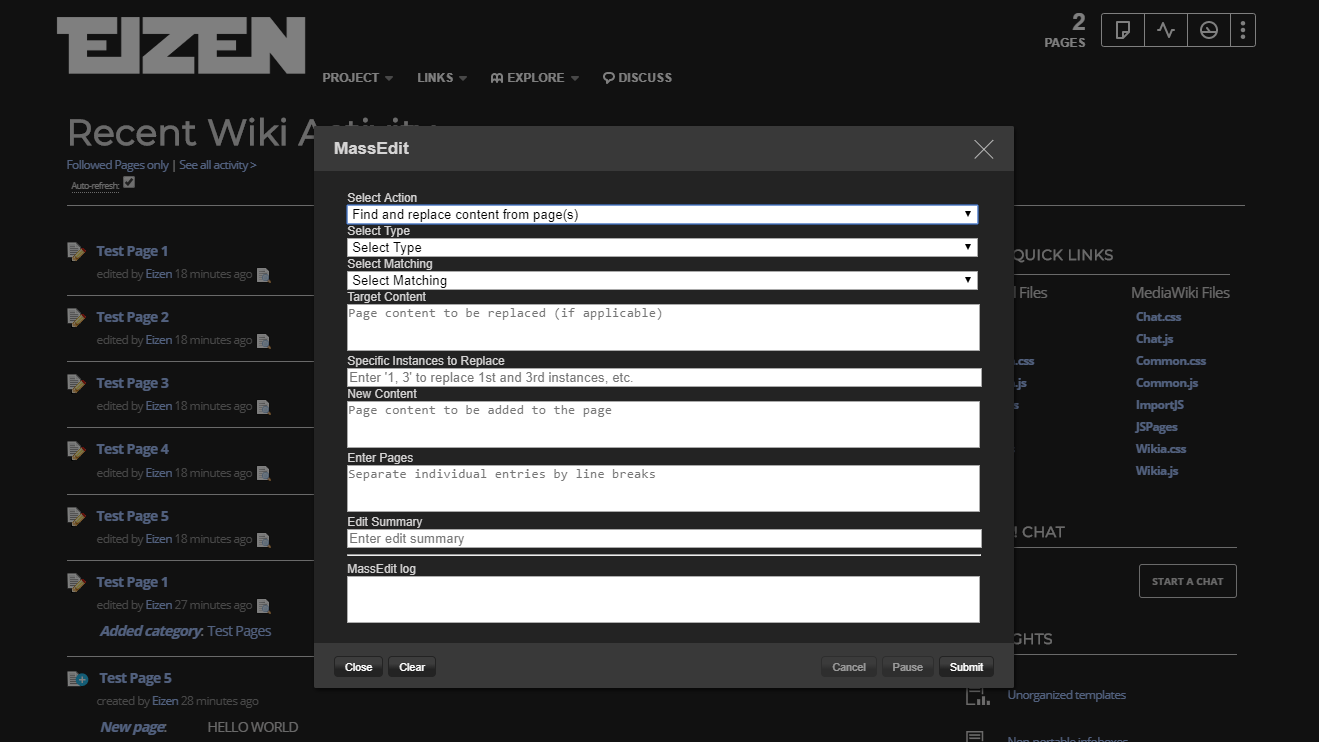 EIZEN
2
PAGES
PROJECT
LINKS
EXPLORE
DISCUSS
Recent Wiki Activity
Followed Pages only | See all activity >
Auto-refresh:
Test Page 1
edited by Eizen 18 minutes ago
Test Page 2
edited by Eizen 18 minutes ago
Test Page 3
edited by Eizen 18 minutes ago
Test Page 4
edited by Eizen 18 minutes ago
Test Page 5
edited by Eizen 18 minutes ago
Test Page 1
edited by Eizen 27 minutes ago
Added category: Test Pages
Test Page 5
created by Eizen 28 minutes ago
New page: HELLO WORLD
MassEdit
Select Action
Find and replace content from page(s)
Select Type
Select Type
Select Matching
Select Matching
Target Content
Page content to be replaced (if applicable)
Specific Instances to Replace
Enter '1, 3' to replace 1st and 3rd instances, etc.
New Content
Page content to be added to the page
Enter Pages
Separate individual entries by line breaks
Edit Summary
Enter edit summary
MassEdit log
Close
Clear
Cancel
Pause
Submit
QUICK LINKS
Files
MediaWiki Files
Chat.css
Chat.js
.css
Common.css
.js
Common.js
ImportJS
JSPages
Wikia.css
Wikia.js
! CHAT
START A CHAT
GHTS
Unorganized templates
Non-portable infoboxes